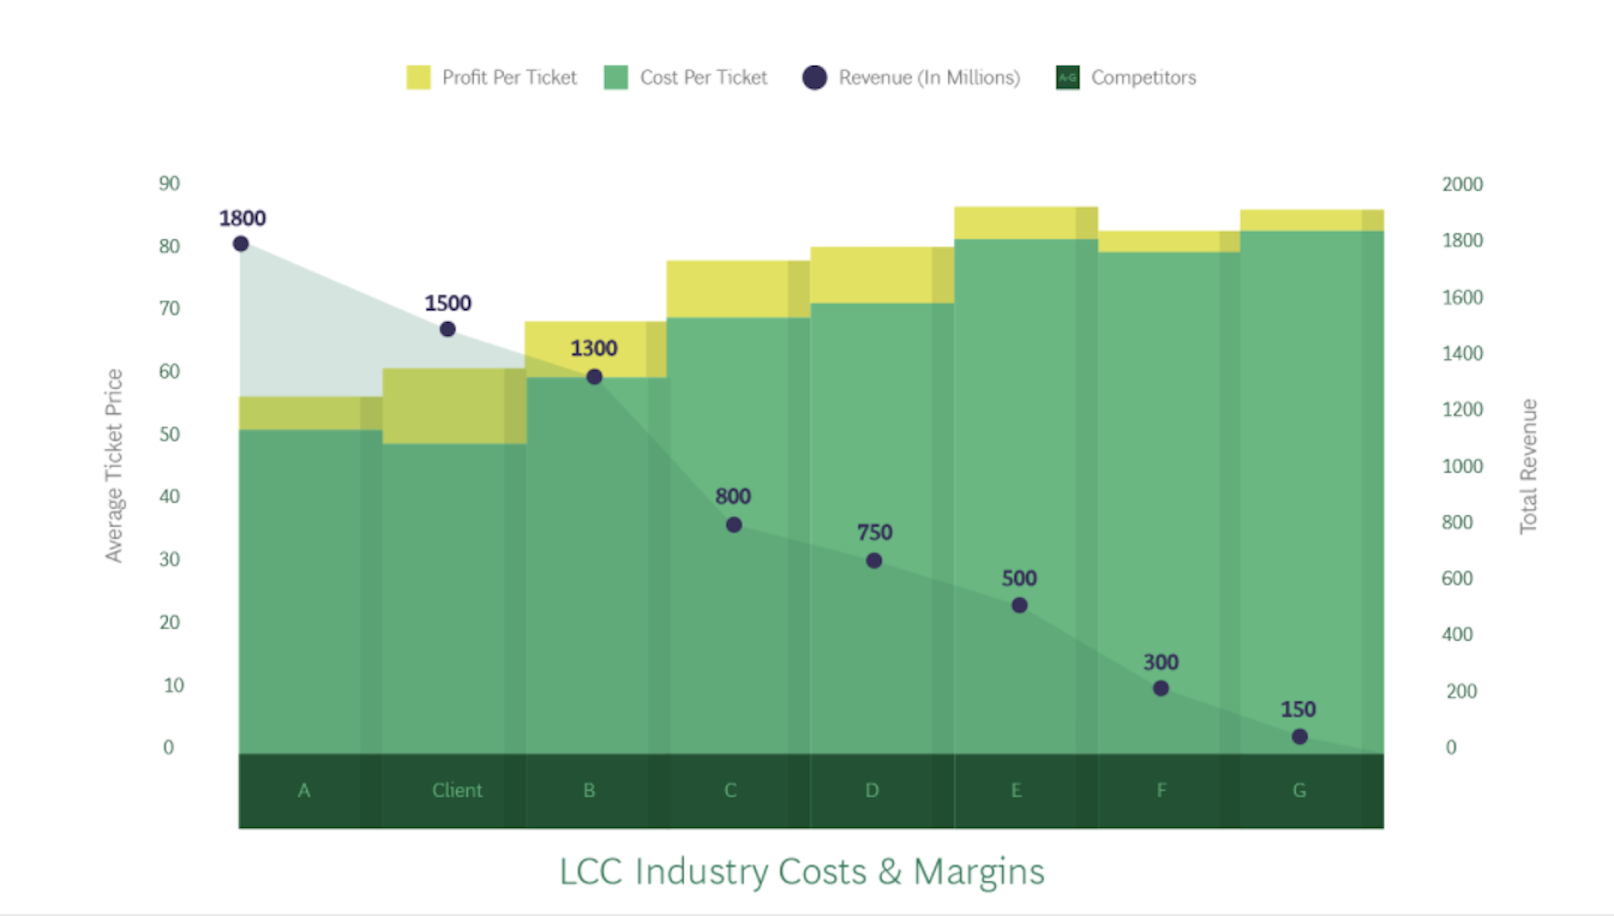 Profit Per Ticket
Cost Per Ticket
Revenue (In Millions)
A-G
Competitors
Average Ticket Price
90
80
70
60
50
40
30
20
10
0
1800
1500
1300
800
750
500
300
150
2000
1800
1600
1400
1200
1000
800
600
400
200
0
Total Revenue
A
Client
B
C
D
E
F
G
LCC Industry Costs & Margins